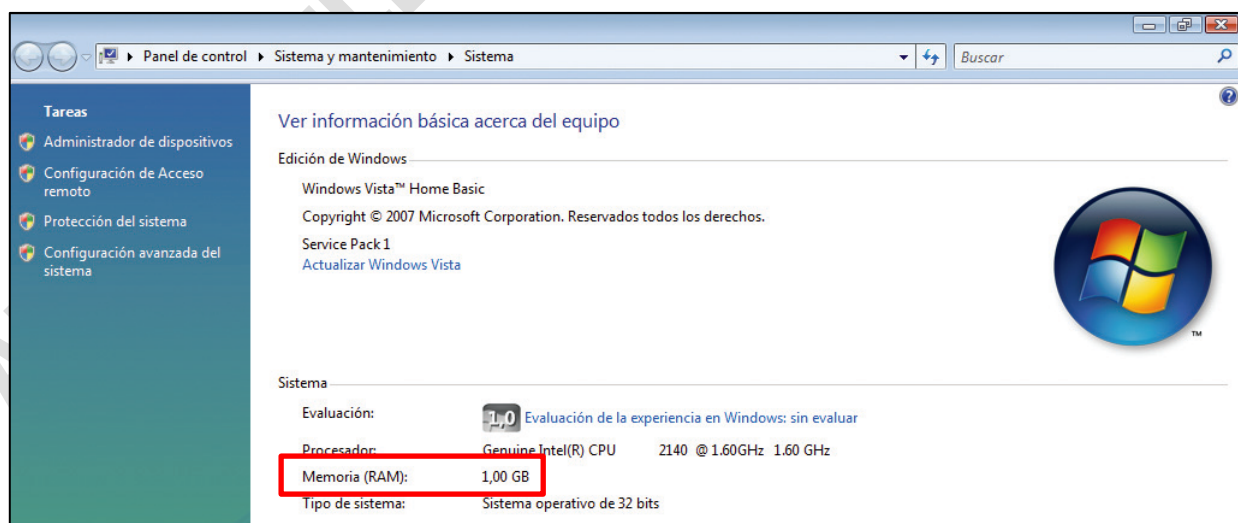 Panel de control ▸ Sistema y mantenimiento ▸ Sistema
Buscar
Tareas
Administrador de dispositivos
Configuración de Acceso
remoto
Protección del sistema
Configuración avanzada del
sistema
Ver información básica acerca del equipo
Edición de Windows
Windows Vista™ Home Basic
Copyright © 2007 Microsoft Corporation. Reservados todos los derechos.
Service Pack 1
Actualizar Windows Vista
TM
Sistema
Evaluación: 1,0 Evaluación de la experiencia en Windows: sin evaluar
Procesador: Genuine Intel(R) CPU 2140 @ 1.60GHz 1.60 GHz
Memoria (RAM): 1,00 GB
Tipo de sistema: Sistema operativo de 32 bits